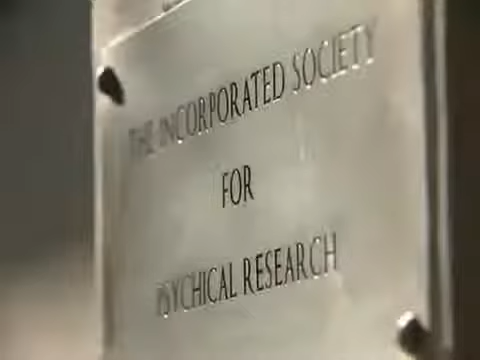 THE INCORPORATED SOCIETY
FOR
PSYCHICAL RESEARCH